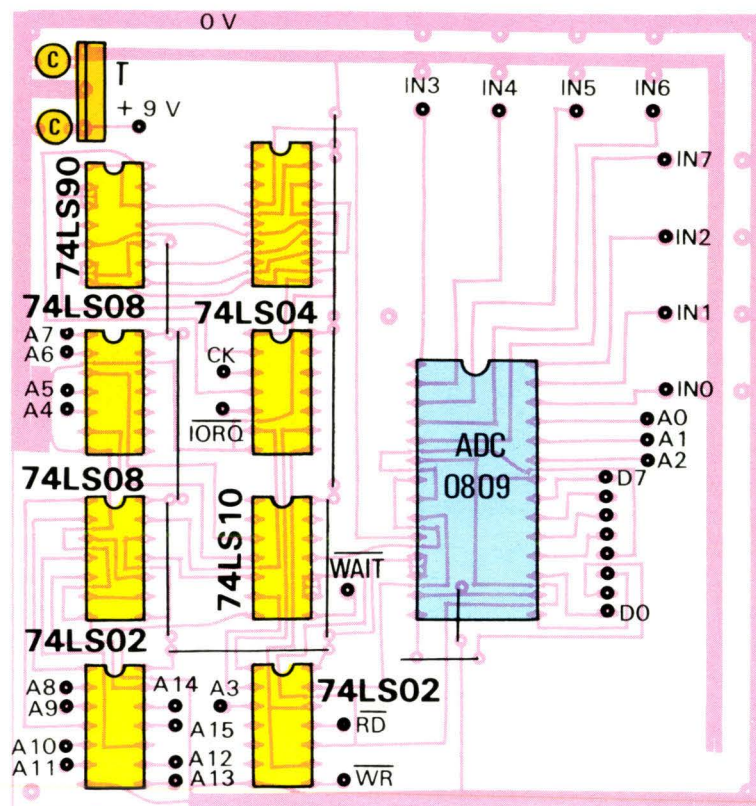 0 V
C
T
+ 9 V
C
IN3
IN4
IN5
IN6
IN7
74LS90
IN2
74LS08
74LS04
IN1
A7
A6
CK
A5
A4
IORQ
IN0
ADC
0809
A0
A1
A2
74LS08
D7
74LS10
WAIT
D0
74LS02
A8
A9
A14
A3
74LS02
A15
RD
A10
A11
A12
A13
WR